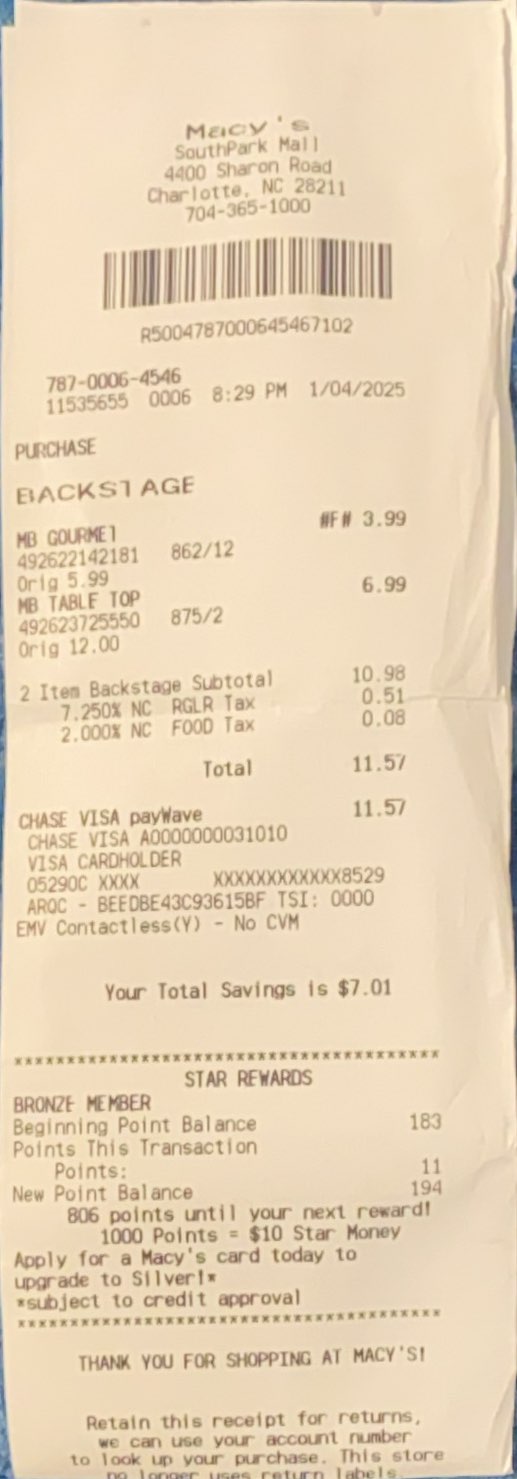 Macy's
SouthPark Mall
4400 Sharon Road
Charlotte, NC 28211
704-365-1000
R5004787000645467102
787-0006-4546
11535655 0006 8:29 PM 1/04/2025
PURCHASE
BACKSTAGE
MB GOURMET #F# 3.99
492622142181 862/12
Orig 5.99
MB TABLE TOP 6.99
492623725550 875/2
Orig 12.00
2 Item Backstage Subtotal 10.98
7.250% NC RGLR Tax 0.51
2.000% NC FOOD Tax 0.08
Total 11.57
CHASE VISA payWave 11.57
CHASE VISA A0000000031010
VISA CARDHOLDER
05290C XXXX XXXXXXXXXXXX8529
ARQC - BEEDBE43C93615BF TSI: 0000
EMV Contactless(Y) - No CVM
Your Total Savings is $7.01
****************************************
STAR REWARDS
BRONZE MEMBER
Beginning Point Balance 183
Points This Transaction
Points: 11
New Point Balance 194
806 points until your next reward!
1000 Points = $10 Star Money
Apply for a Macy's card today to
upgrade to Silver!*
*subject to credit approval
****************************************
THANK YOU FOR SHOPPING AT MACY'S!
Retain this receipt for returns,
we can use your account number
to look up your purchase. This store
no longer uses return labels.